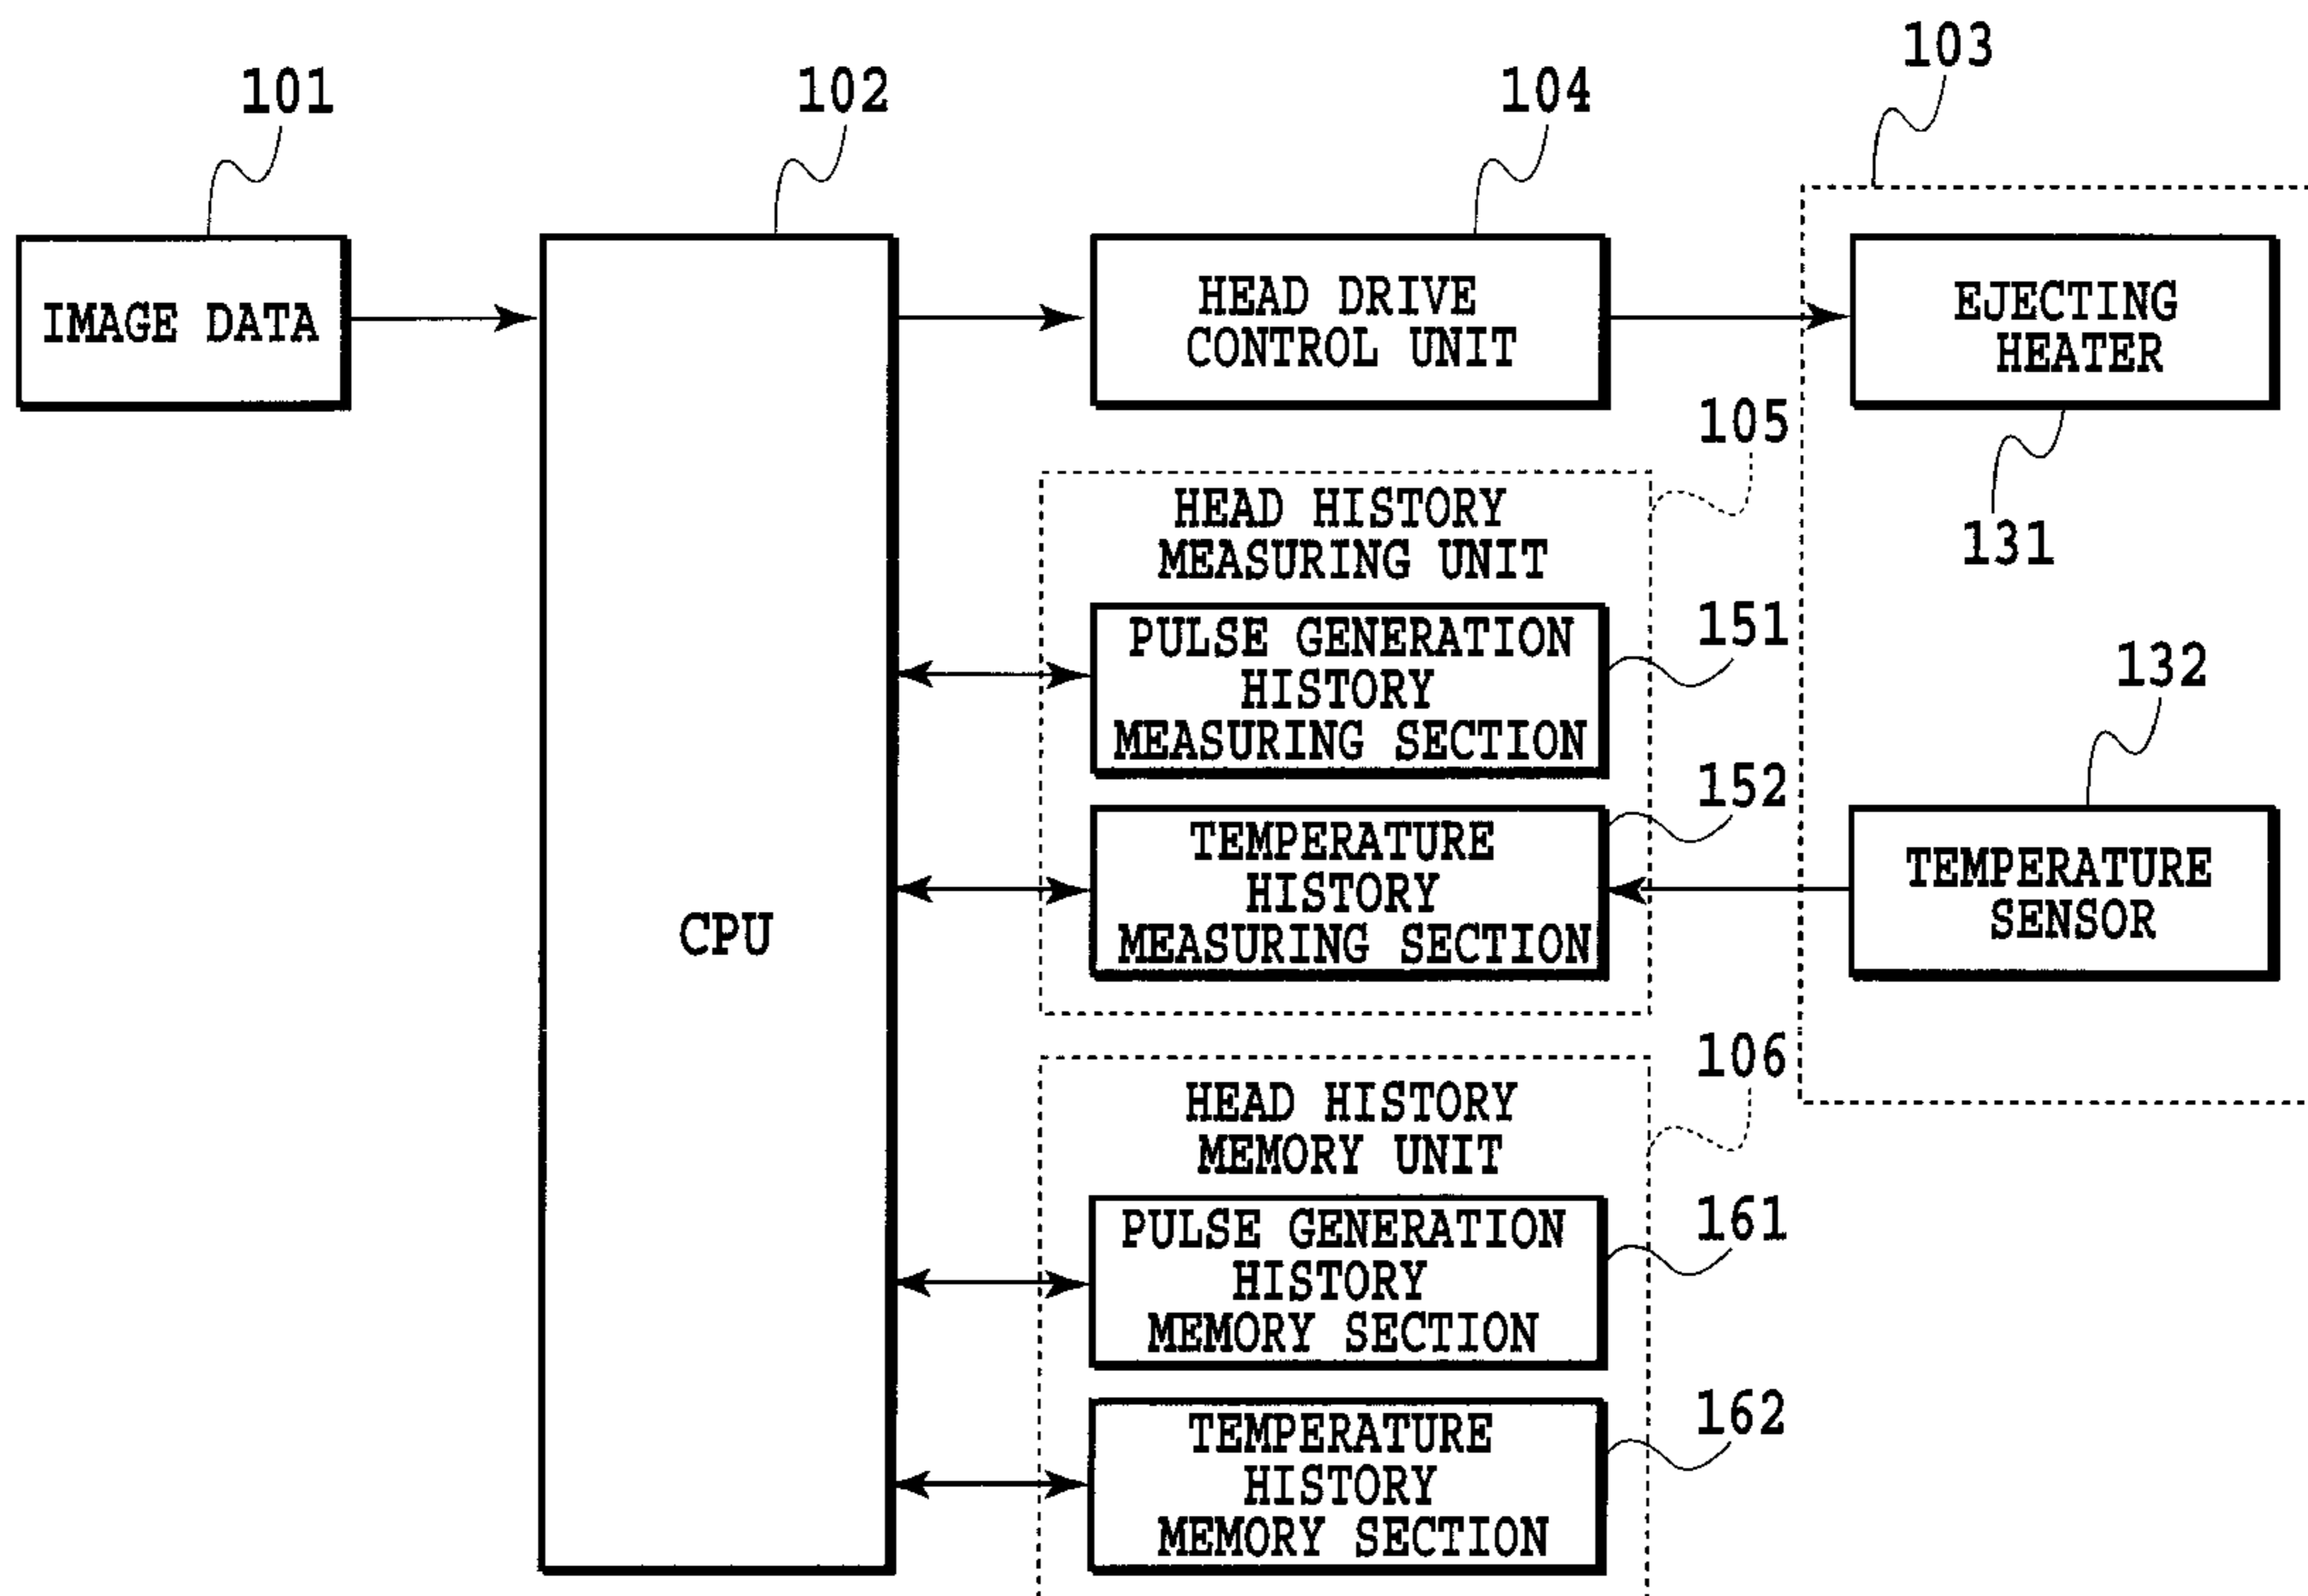 103
101
102
104
IMAGE DATA
HEAD DRIVE
CONTROL UNIT
EJECTING
HEATER
105
131
HEAD HISTORY
MEASURING UNIT
PULSE GENERATION
HISTORY
MEASURING SECTION
151
132
152
TEMPERATURE
HISTORY
MEASURING SECTION
TEMPERATURE
SENSOR
CPU
106
HEAD HISTORY
MEMORY UNIT
PULSE GENERATION
HISTORY
MEMORY SECTION
161
162
TEMPERATURE
HISTORY
MEMORY SECTION